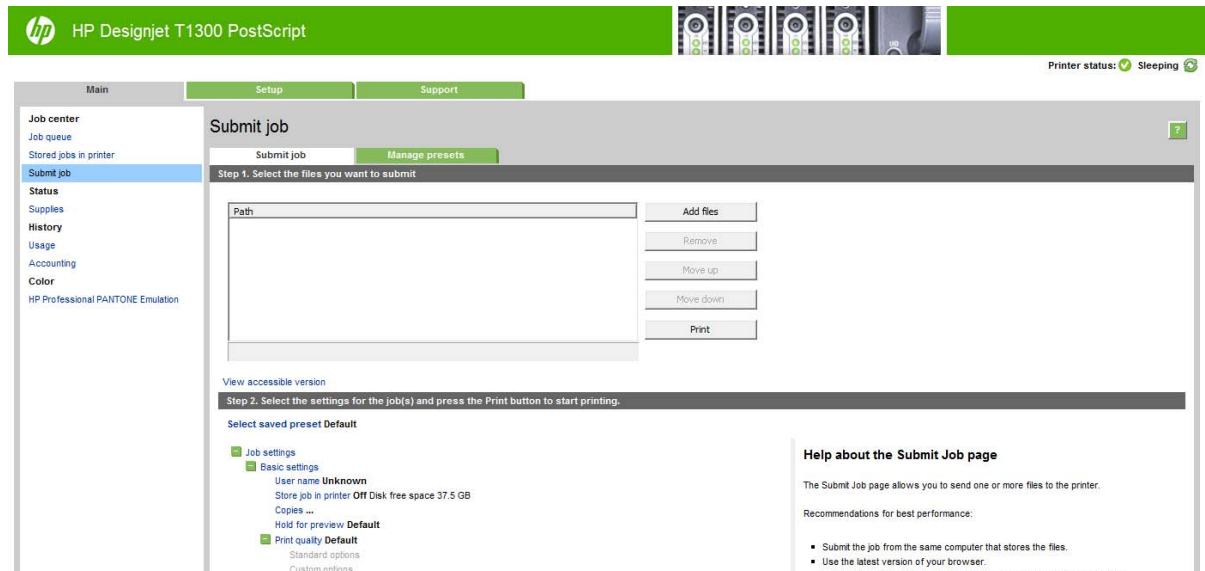 hp HP Designjet T1300 PostScript
UID
Printer status: Sleeping
Main Setup Support
Job center
Job queue
Stored jobs in printer
Submit job
Status
Supplies
History
Usage
Accounting
Color
HP Professional PANTONE Emulation
Submit job
?
Submit job Manage presets
Step 1. Select the files you want to submit
Path
Add files
Remove
Move up
Move down
Print
View accessible version
Step 2. Select the settings for the job(s) and press the Print button to start printing.
Select saved preset Default
Job settings
Basic settings
User name Unknown
Store job in printer Off Disk free space 37.5 GB
Copies ...
Hold for preview Default
Print quality Default
Standard options
Custom options
Help about the Submit Job page
The Submit Job page allows you to send one or more files to the printer.
Recommendations for best performance:
Submit the job from the same computer that stores the files.
Use the latest version of your browser.